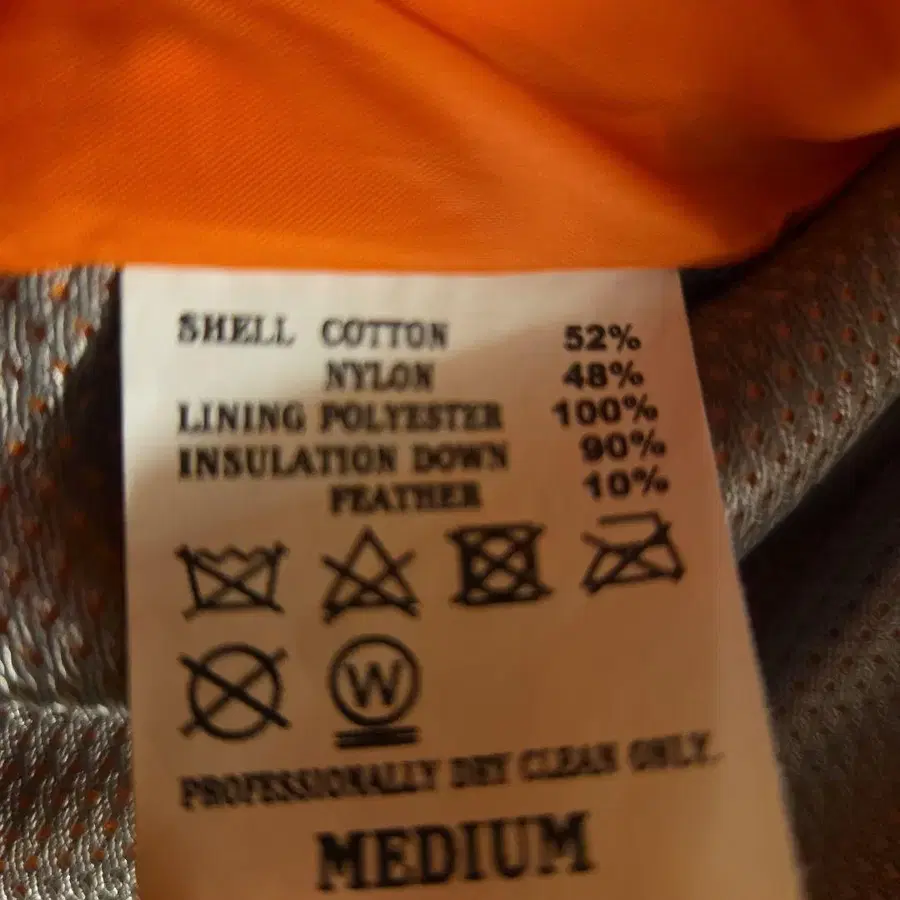 SHELL COTTON 52%
NYLON 48%
LINING POLYESTER 100%
INSULATION DOWN 90%
FEATHER 10%
W
PROFESSIONALLY DRY CLEAN ONLY.
MEDIUM